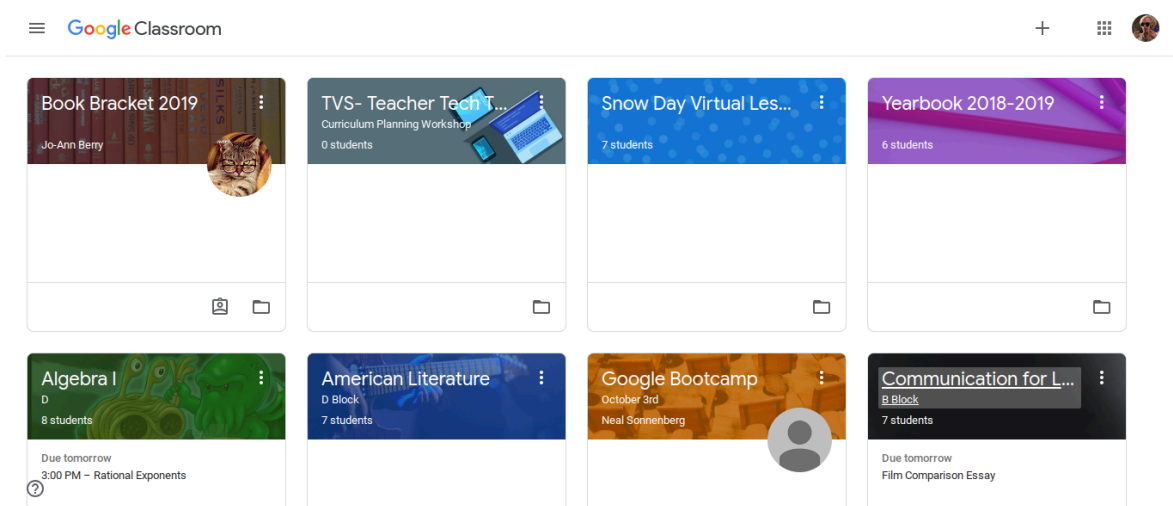 Google Classroom
Book Bracket 2019
Jo-Ann Berry
TVS- Teacher Tech T...
Curriculum Planning Workshop
0 students
Snow Day Virtual Les...
7 students
Yearbook 2018-2019
6 students
Algebra I
D
8 students
Due tomorrow
3:00 PM – Rational Exponents
American Literature
D Block
7 students
Google Bootcamp
October 3rd
Neal Sonnenberg
Communication for L...
B Block
7 students
Due tomorrow
Film Comparison Essay